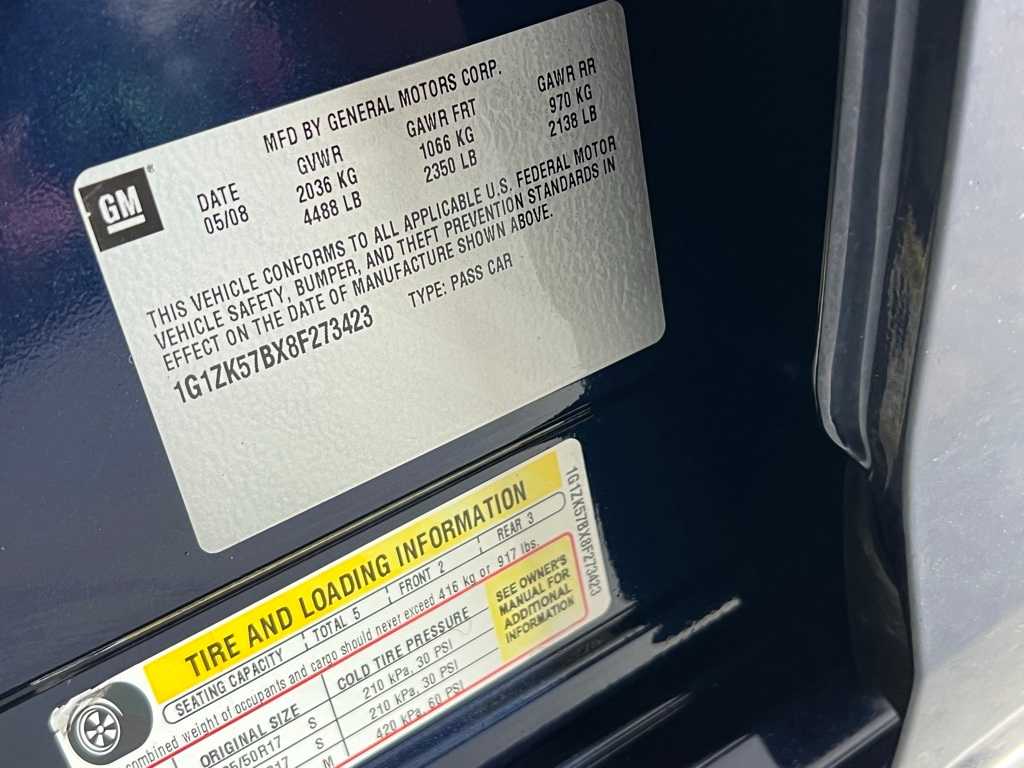 MFD BY GENERAL MOTORS CORP.
GM
DATE GVWR GAWR FRT GAWR RR
05/08 2036 KG 1066 KG 970 KG
4488 LB 2350 LB 2138 LB
THIS VEHICLE CONFORMS TO ALL APPLICABLE U.S. FEDERAL MOTOR
VEHICLE SAFETY, BUMPER, AND THEFT PREVENTION STANDARDS IN
EFFECT ON THE DATE OF MANUFACTURE SHOWN ABOVE.
1G1ZK57BX8F273423 TYPE: PASS CAR
TIRE AND LOADING INFORMATION
SEATING CAPACITY TOTAL 5 FRONT 2 REAR 3
combined weight of occupants and cargo should never exceed 416 kg or 917 lbs.
ORIGINAL SIZE COLD TIRE PRESSURE
5/50R17 S 210 kPa, 30 PSI
R17 S 210 kPa, 30 PSI
M 420 kPa, 60 PSI
SEE OWNER'S
MANUAL FOR
ADDITIONAL
INFORMATION
1G1ZK57BX8F273423